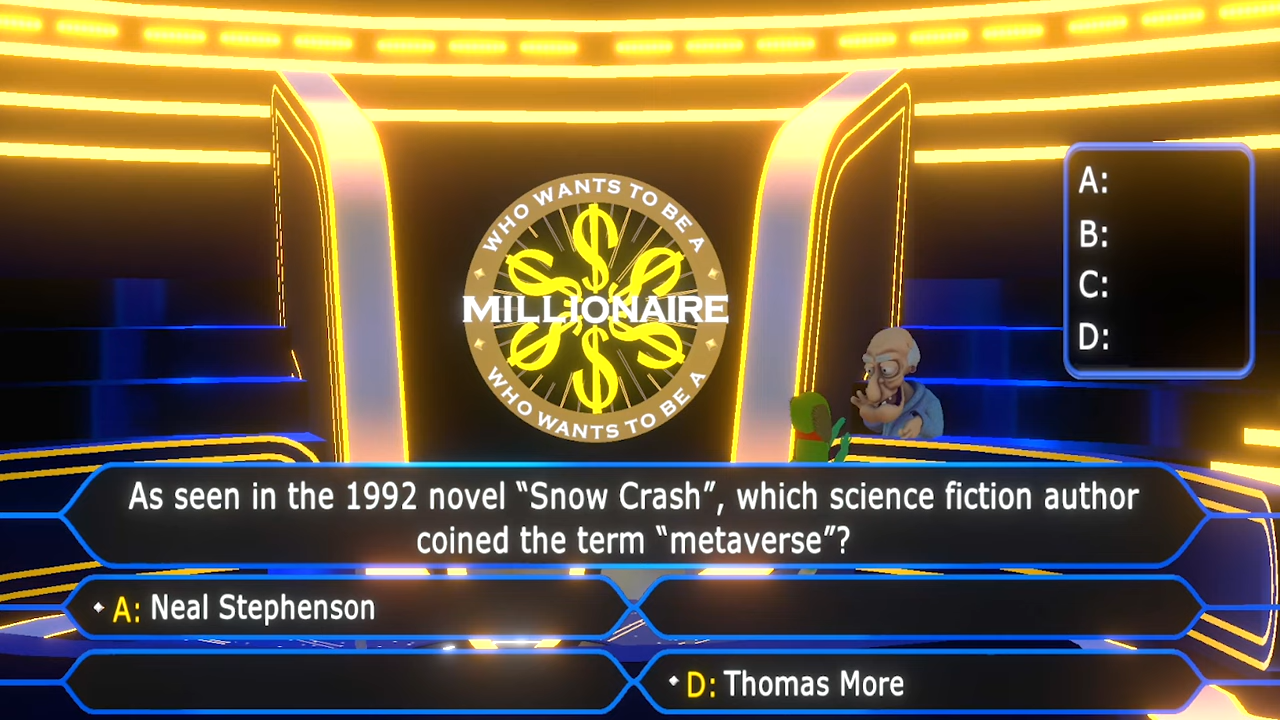 WHO WANTS TO BE A
MILLIONAIRE
WHO WANTS TO BE A
A:
B:
C:
D:
As seen in the 1992 novel “Snow Crash”, which science fiction author
coined the term “metaverse”?
A: Neal Stephenson
D: Thomas More